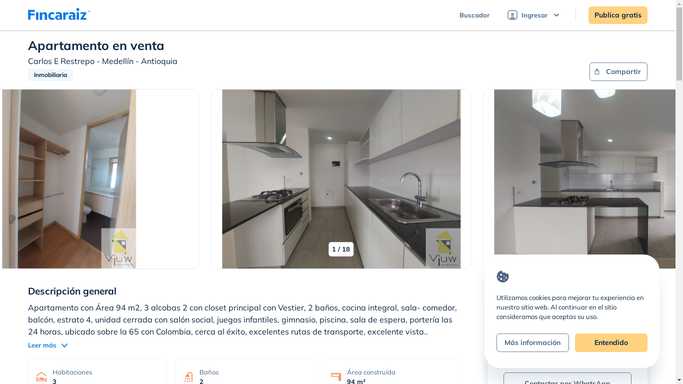 Fincaraiz
Buscador
Ingresar
Publica gratis
Apartamento en venta
Carlos E Restrepo - Medellín - Antioquia
Inmobiliaria
Compartir
Vjuw
1 / 18
Vjuw
Descripción general
Apartamento con Área 94 m2, 3 alcobas 2 con closet principal con Vestier, 2 baños, cocina integral, sala- comedor,
balcón, estrato 4, unidad cerrada con salón social, juegos infantiles, gimnasio, piscina, sala de espera, portería las
24 horas, ubicado sobre la 65 con Colombia, cerca al éxito, excelentes rutas de transporte, excelente vista..
Leer más
Habitaciones
3
Baños
2
Área construida
94 m²
Utilizamos cookies para mejorar tu experiencia en
nuestro sitio web. Al continuar en el sitio
consideramos que aceptas su uso.
Más información
Entendido
Contactar por WhatsApp